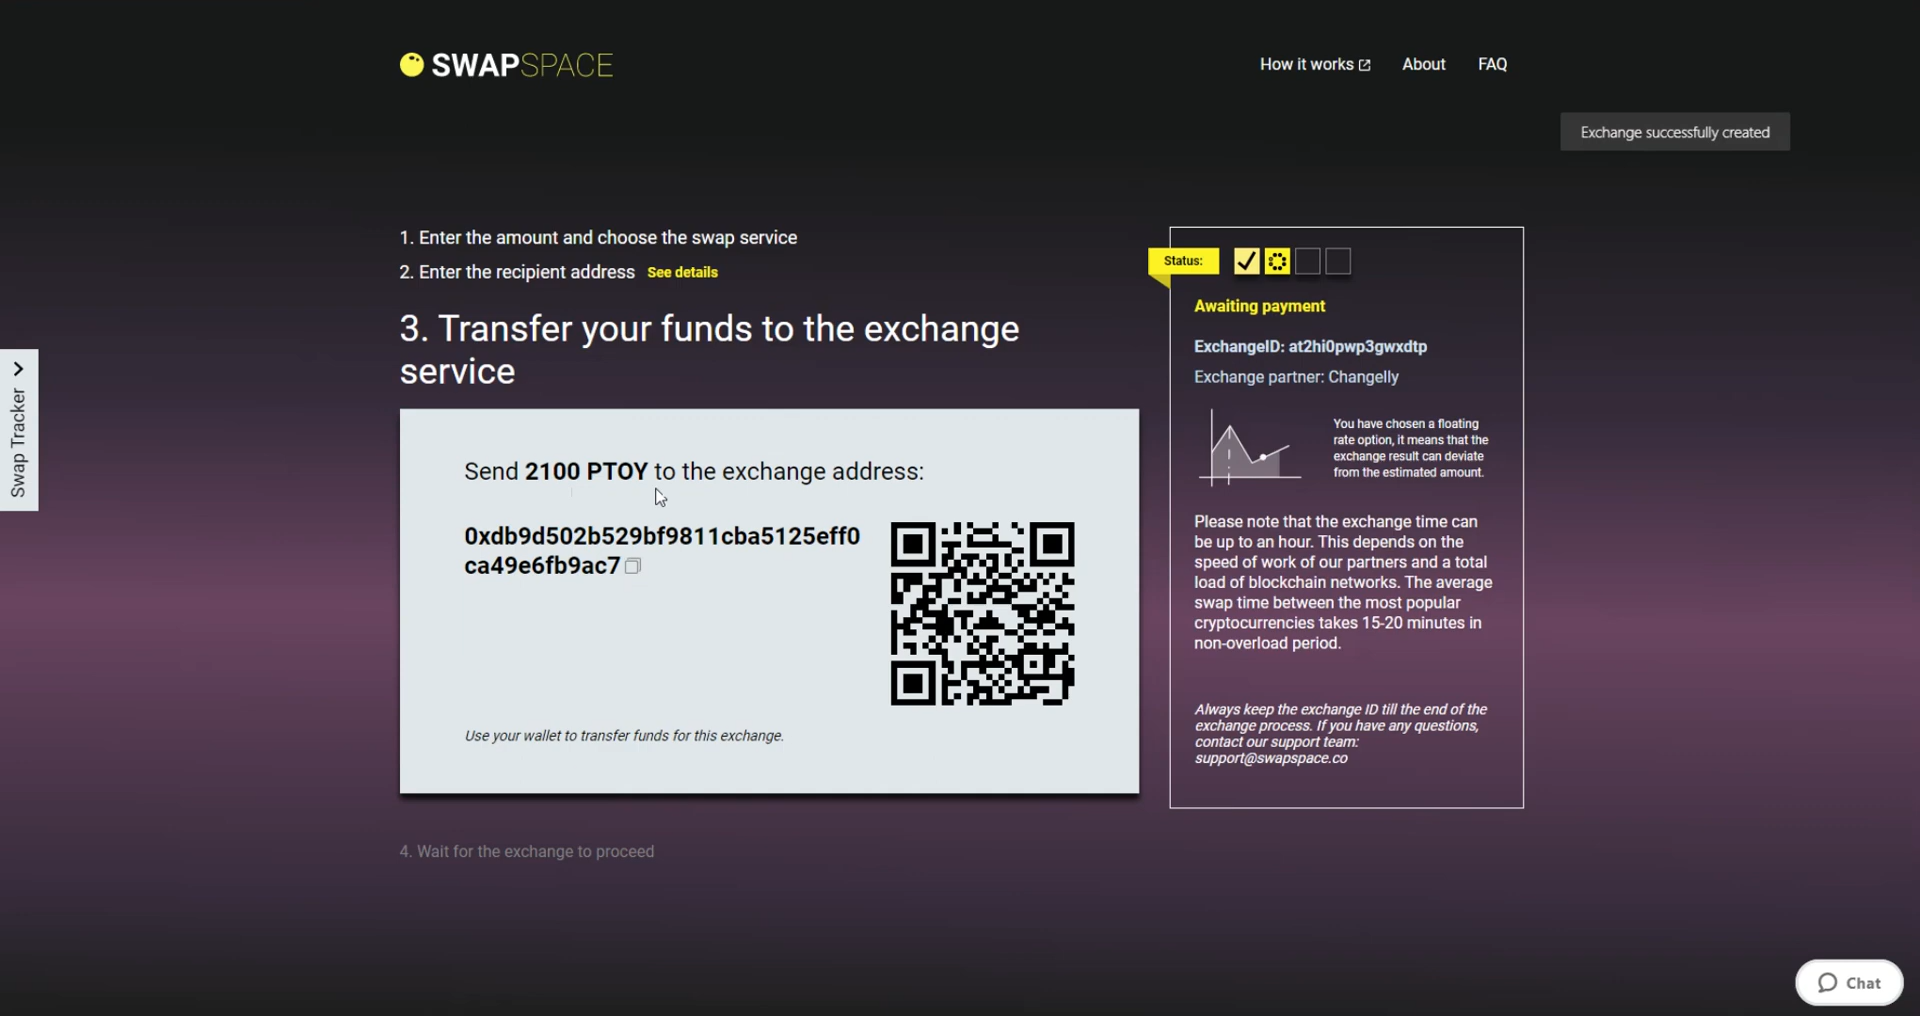 SWAPSPACE
How it works
About
FAQ
Exchange successfully created
1. Enter the amount and choose the swap service
2. Enter the recipient address See details
3. Transfer your funds to the exchange
service
Send 2100 PTOY to the exchange address:
0xdb9d502b529bf9811cba5125eff0
ca49e6fb9ac7
Use your wallet to transfer funds for this exchange.
4. Wait for the exchange to proceed
Swap Tracker
Status:
Awaiting payment
ExchangeID: at2hi0pwp3gwxdtp
Exchange partner: Changelly
You have chosen a floating
rate option, it means that the
exchange result can deviate
from the estimated amount.
Please note that the exchange time can
be up to an hour. This depends on the
speed of work of our partners and a total
load of blockchain networks. The average
swap time between the most popular
cryptocurrencies takes 15-20 minutes in
non-overload period.
Always keep the exchange ID till the end of the
exchange process. If you have any questions,
contact our support team:
support@swapspace.co
Chat